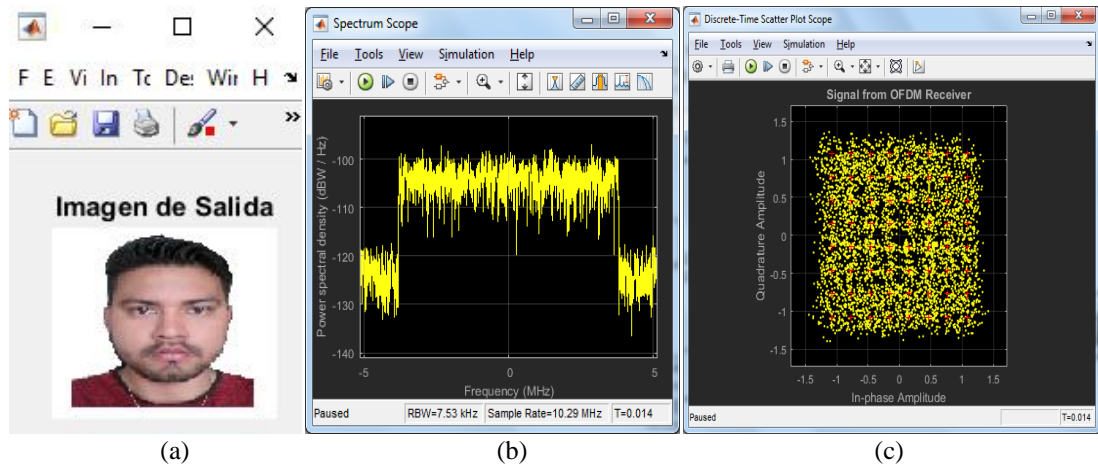 F E Vi In Tc De: Wir H
»
Imagen de Salida
(a)
Spectrum Scope
File Tools View Simulation Help
Power spectral density (dBW / Hz)
-100
-110
-120
-130
-140
-5 0 5
Frequency (MHz)
Paused RBW=7.53 kHz Sample Rate=10.29 MHz T=0.014
(b)
Discrete-Time Scatter Plot Scope
File Tools View Simulation Help
Signal from OFDM Receiver
Quadrature Amplitude
1.5
1
0.5
0
-0.5
-1
-1.5
-1.5 -1 -0.5 0 0.5 1 1.5
In-phase Amplitude
Paused T=0.014
(c)